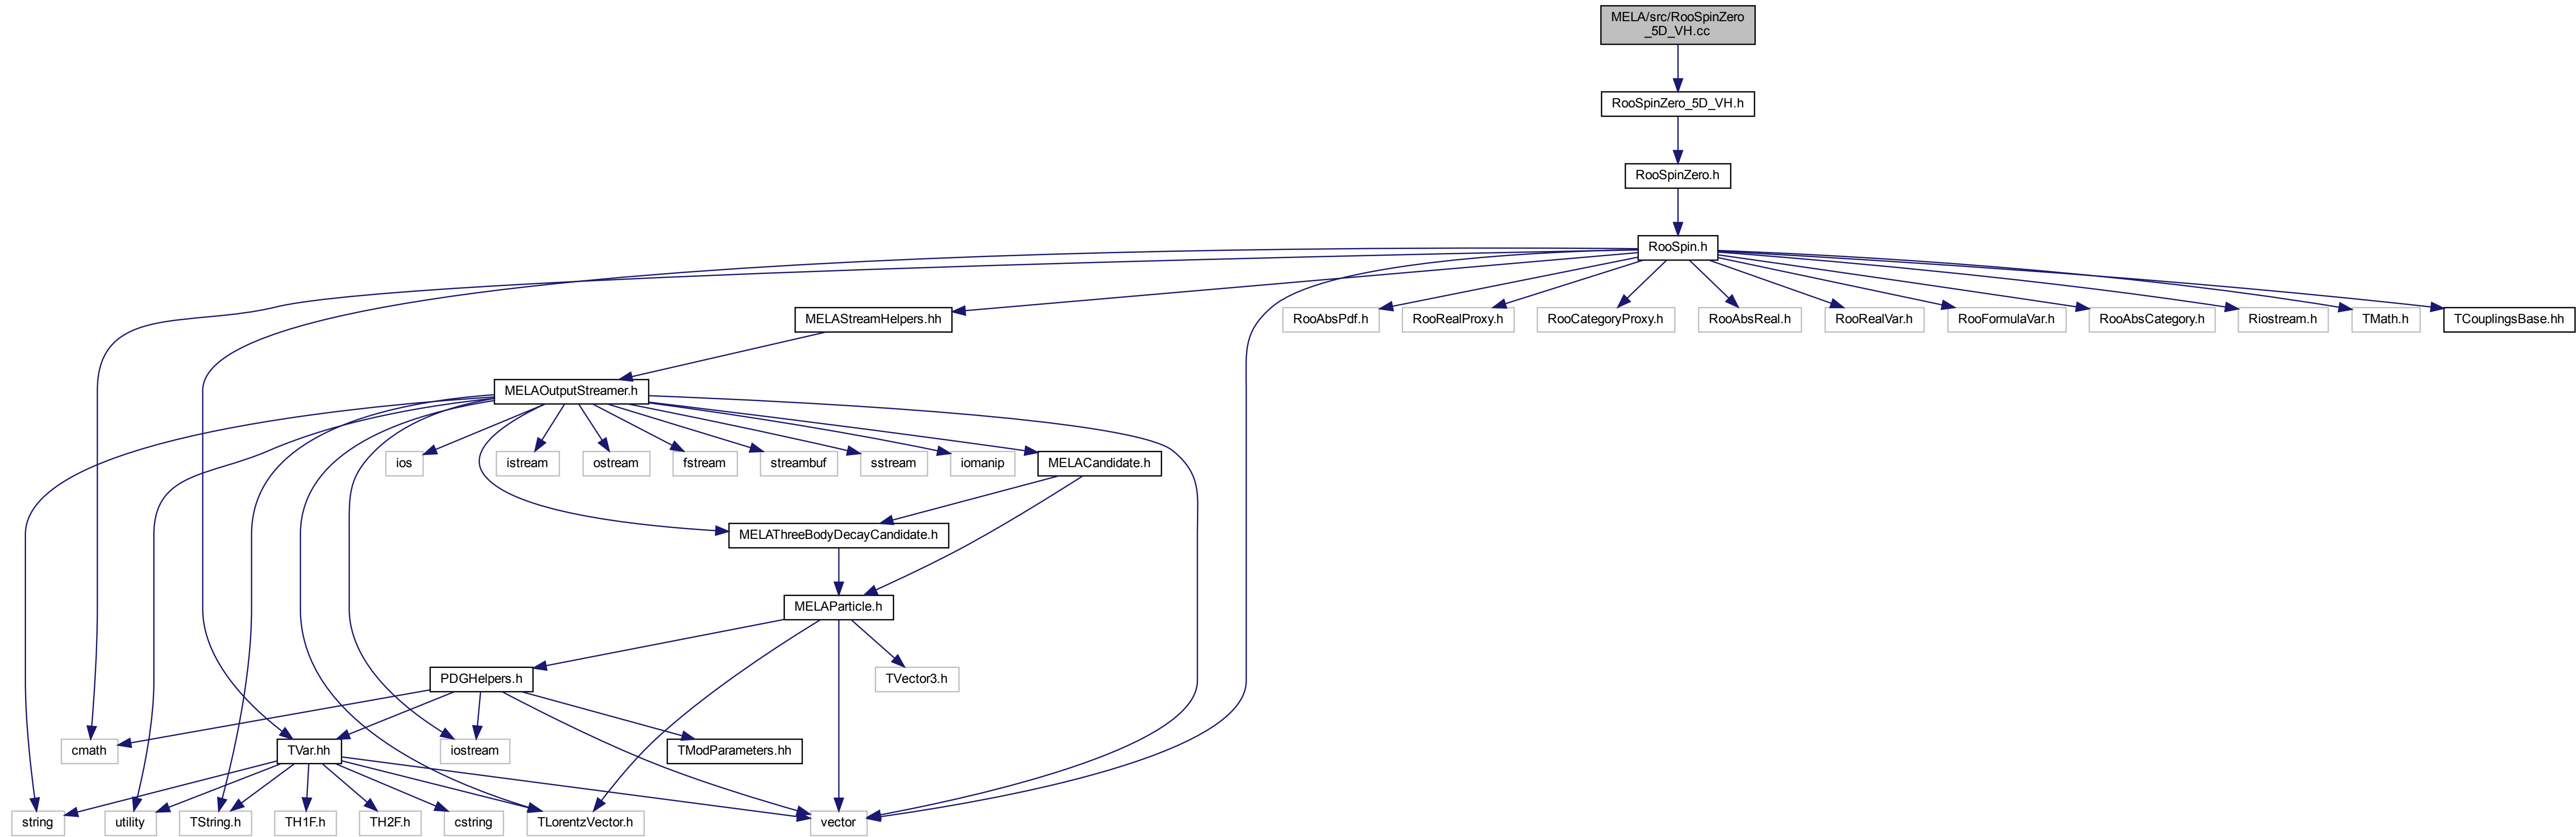 MELA/src/RooSpinZero
_5D_VH.cc
RooSpinZero_5D_VH.h
RooSpinZero.h
RooSpin.h
MELAStreamHelpers.hh
RooAbsPdf.h
RooRealProxy.h
RooCategoryProxy.h
RooAbsReal.h
RooRealVar.h
RooFormulaVar.h
RooAbsCategory.h
Riostream.h
TMath.h
TCouplingsBase.hh
MELAOutputStreamer.h
ios
istream
ostream
fstream
streambuf
sstream
iomanip
MELACandidate.h
MELAThreeBodyDecayCandidate.h
MELAParticle.h
PDGHelpers.h
TVector3.h
cmath
TVar.hh
iostream
TModParameters.hh
string
utility
TString.h
TH1F.h
TH2F.h
cstring
TLorentzVector.h
vector